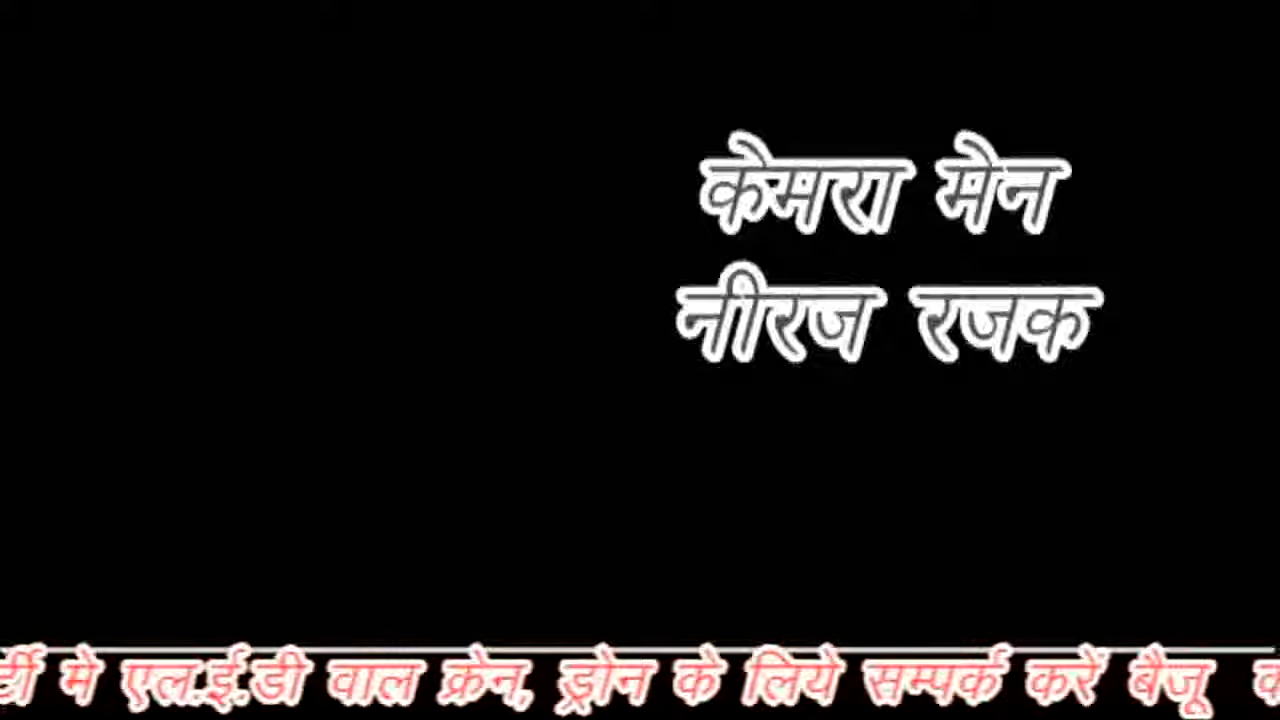 केमरा मेन
नीरज रजक
र्टी मे एल.ई.डी वाल क्रेन, ड्रोन के लिये सम्पर्क करें बैजू